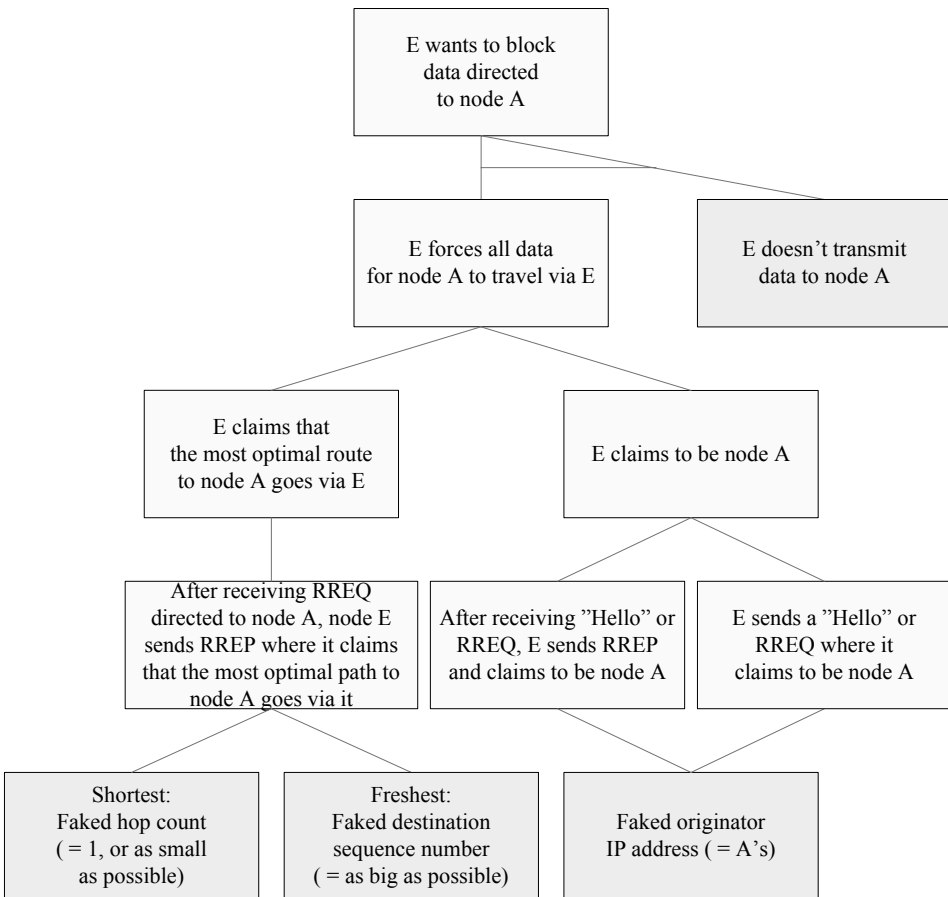 E wants to block
data directed
to node A
E forces all data
for node A to travel via E
E doesn’t transmit
data to node A
E claims that
the most optimal route
to node A goes via E
E claims to be node A
After receiving RREQ
directed to node A, node E
sends RREP where it claims
that the most optimal path to
node A goes via it
After receiving ”Hello” or
RREQ, E sends RREP
and claims to be node A
E sends a ”Hello” or
RREQ where it
claims to be node A
Shortest:
Faked hop count
( = 1, or as small
as possible)
Freshest:
Faked destination
sequence number
( = as big as possible)
Faked originator
IP address ( = A’s)